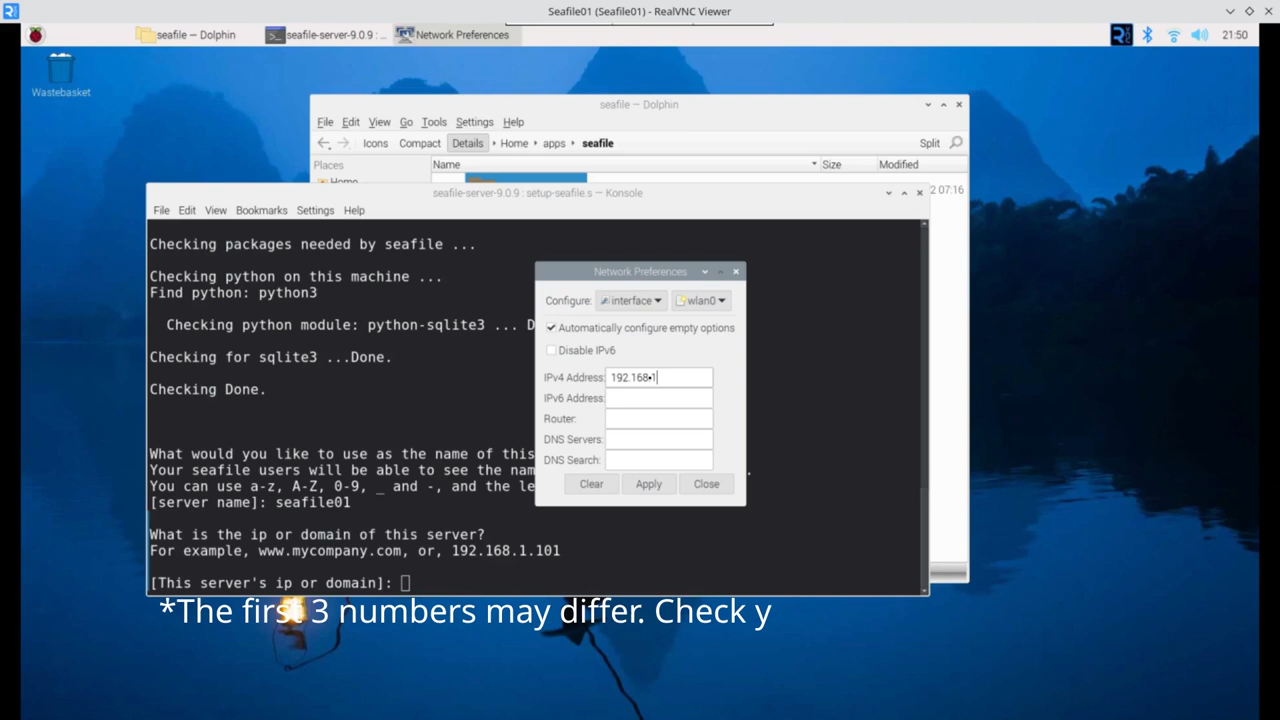 Seafile01 (Seafile01) - RealVNC Viewer
seafile — Dolphin
seafile-server-9.0.9 : ...
Network Preferences
21:50
Wastebasket
seafile — Dolphin
File Edit View Go Tools Settings Help
Icons Compact Details Home apps seafile Split
Places
Name Size Modified
Home
2 07:16
seafile-server-9.0.9 : setup-seafile.s — Konsole
File Edit View Bookmarks Settings Help
Checking packages needed by seafile ...
Checking python on this machine ...
Find python: python3
Checking python module: python-sqlite3 ... D
Checking for sqlite3 ...Done.
Checking Done.
What would you like to use as the name of this
Your seafile users will be able to see the nam
You can use a-z, A-Z, 0-9, _ and -, and the le
[server name]: seafile01
What is the ip or domain of this server?
For example, www.mycompany.com, or, 192.168.1.101
[This server's ip or domain]:
Network Preferences
Configure: interface wlan0
Automatically configure empty options
Disable IPv6
IPv4 Address: 192.168.1
IPv6 Address:
Router:
DNS Servers:
DNS Search:
Clear Apply Close
*The first 3 numbers may differ. Check y